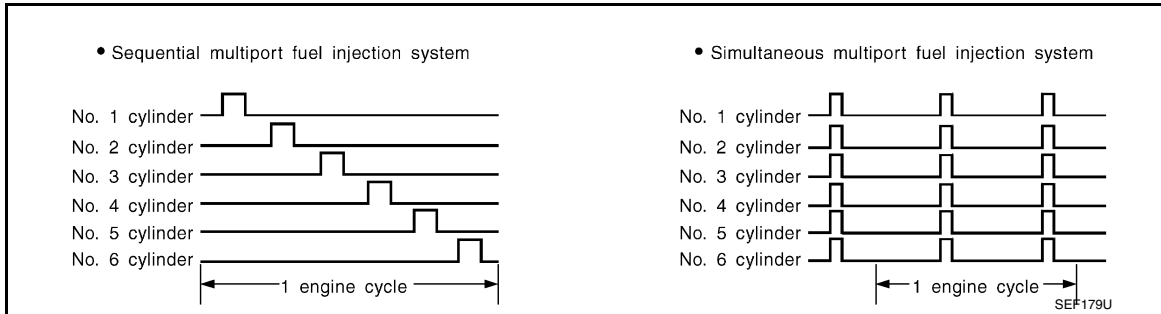 • Sequential multiport fuel injection system
No. 1 cylinder
No. 2 cylinder
No. 3 cylinder
No. 4 cylinder
No. 5 cylinder
No. 6 cylinder
1 engine cycle
• Simultaneous multiport fuel injection system
No. 1 cylinder
No. 2 cylinder
No. 3 cylinder
No. 4 cylinder
No. 5 cylinder
No. 6 cylinder
1 engine cycle
SEF179U